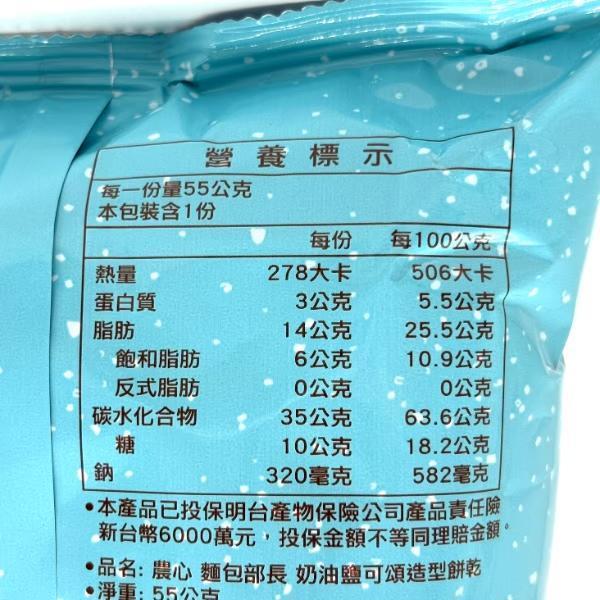 營養標示
每一份量55公克
本包裝含1份
每份 每100公克
熱量 278大卡 506大卡
蛋白質 3公克 5.5公克
脂肪 14公克 25.5公克
飽和脂肪 6公克 10.9公克
反式脂肪 0公克 0公克
碳水化合物 35公克 63.6公克
糖 10公克 18.2公克
鈉 320毫克 582毫克
•本產品已投保明台產物保險公司產品責任險
新台幣6000萬元，投保金額不等同理賠金額。
•品名: 農心 麵包部長 奶油鹽可頌造型餅乾
•淨重: 55公克